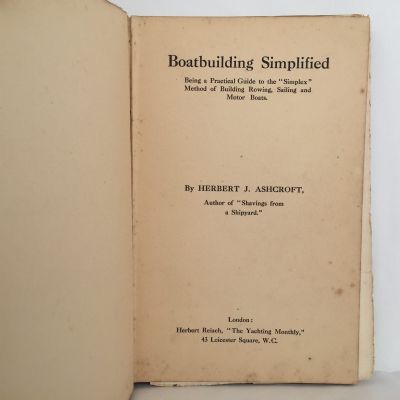 Boatbuilding Simplified
Being a Practical Guide to the "Simplex"
Method of Building Rowing, Sailing and
Motor Boats.
By HERBERT J. ASHCROFT,
Author of "Shavings from
a Shipyard."
London:
Herbert Reiach, "The Yachting Monthly,"
43 Leicester Square, W.C.